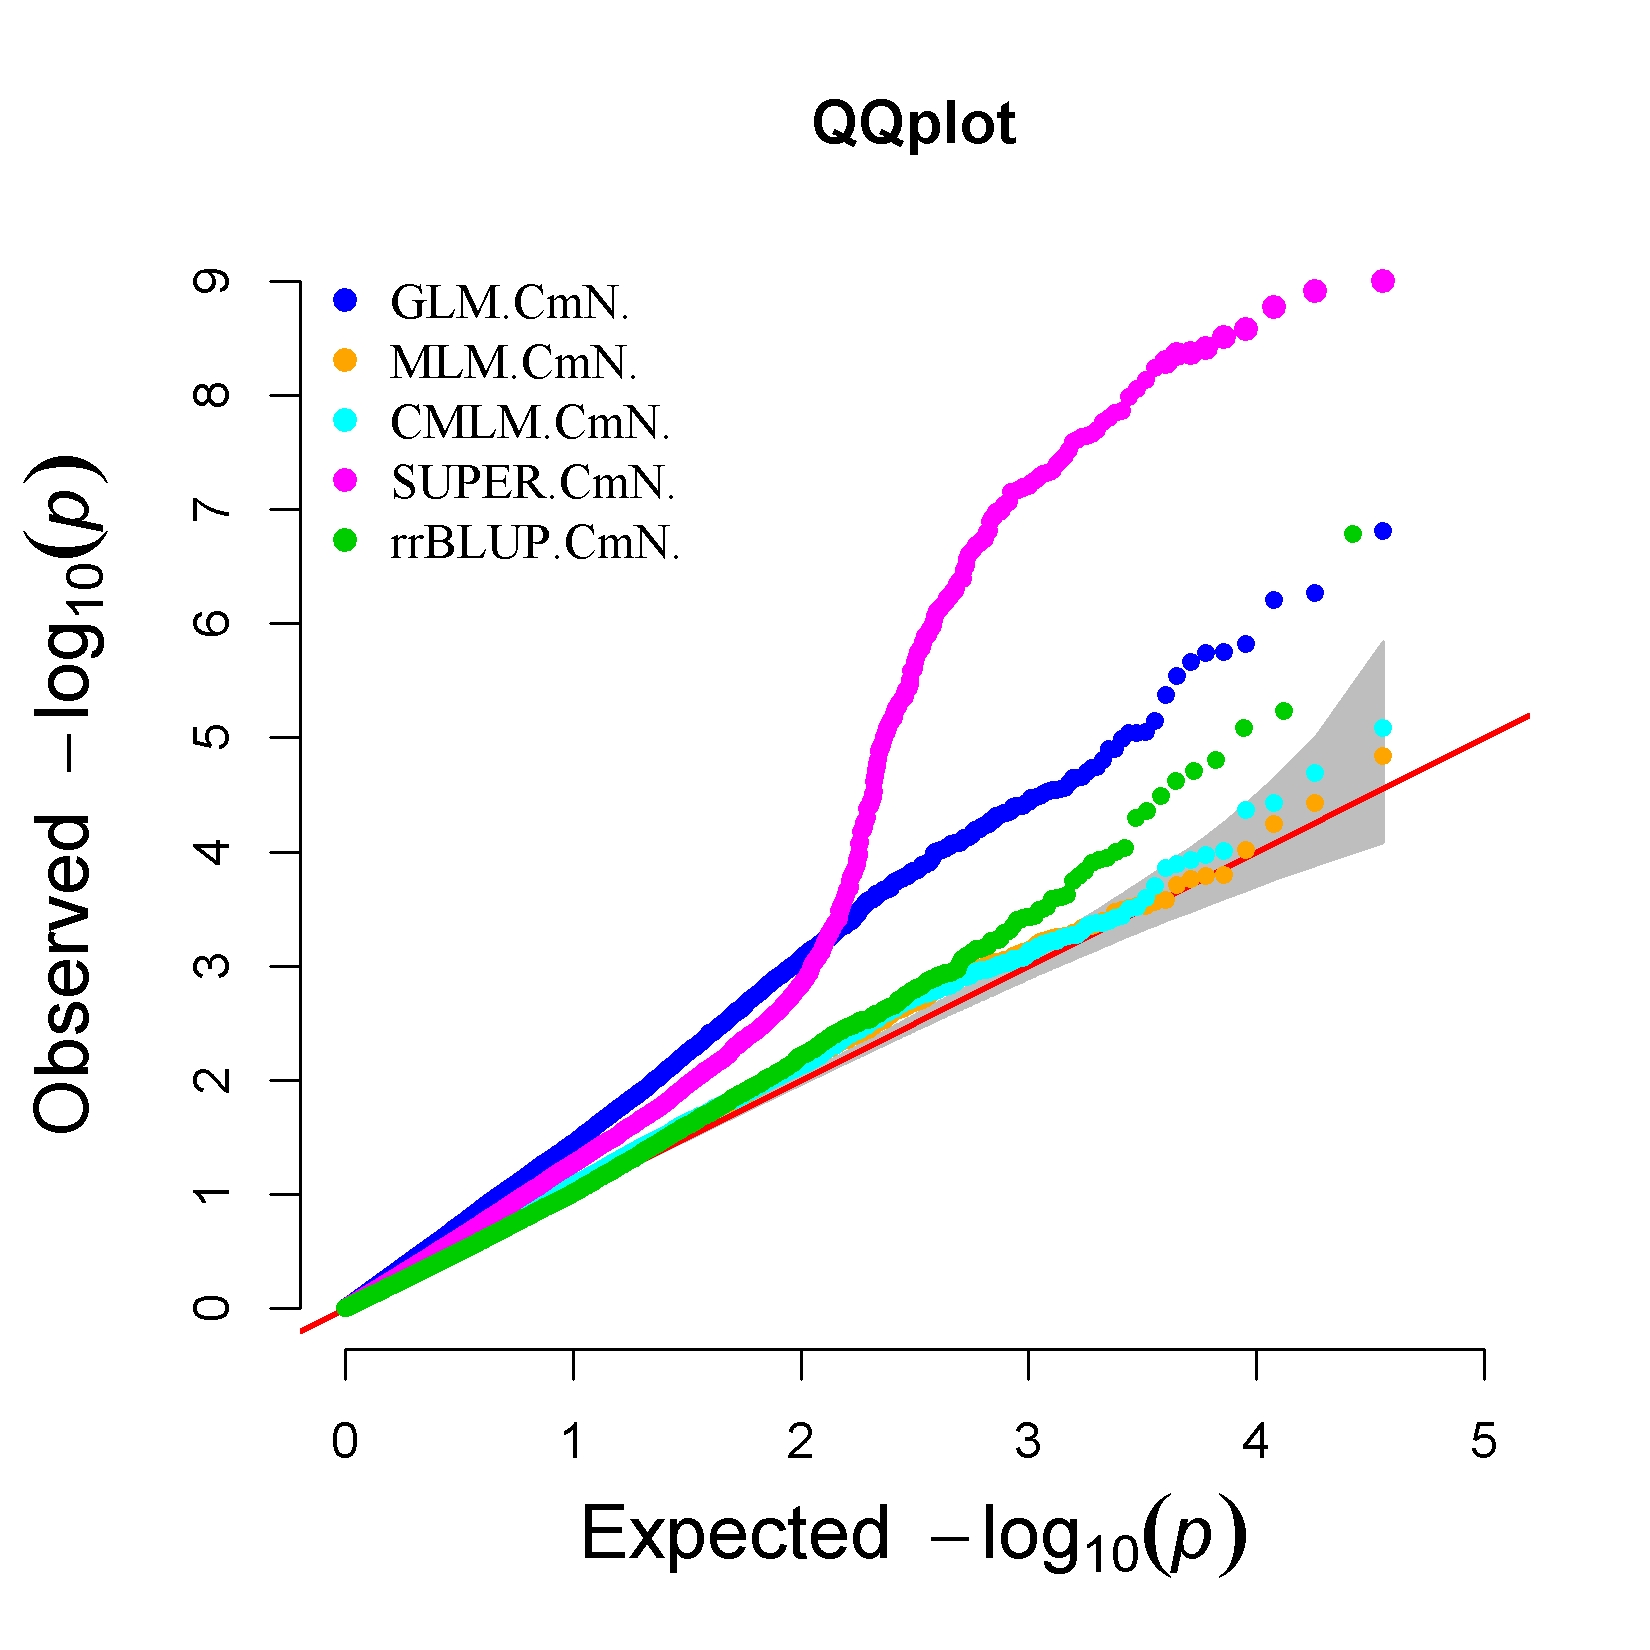 QQplot
GLM.CmN.
MLM.CmN.
CMLM.CmN.
SUPER.CmN.
rrBLUP.CmN.
Observed −log₁₀(p)
9
8
7
6
5
4
3
2
1
0
0 1 2 3 4 5
Expected −log₁₀(p)